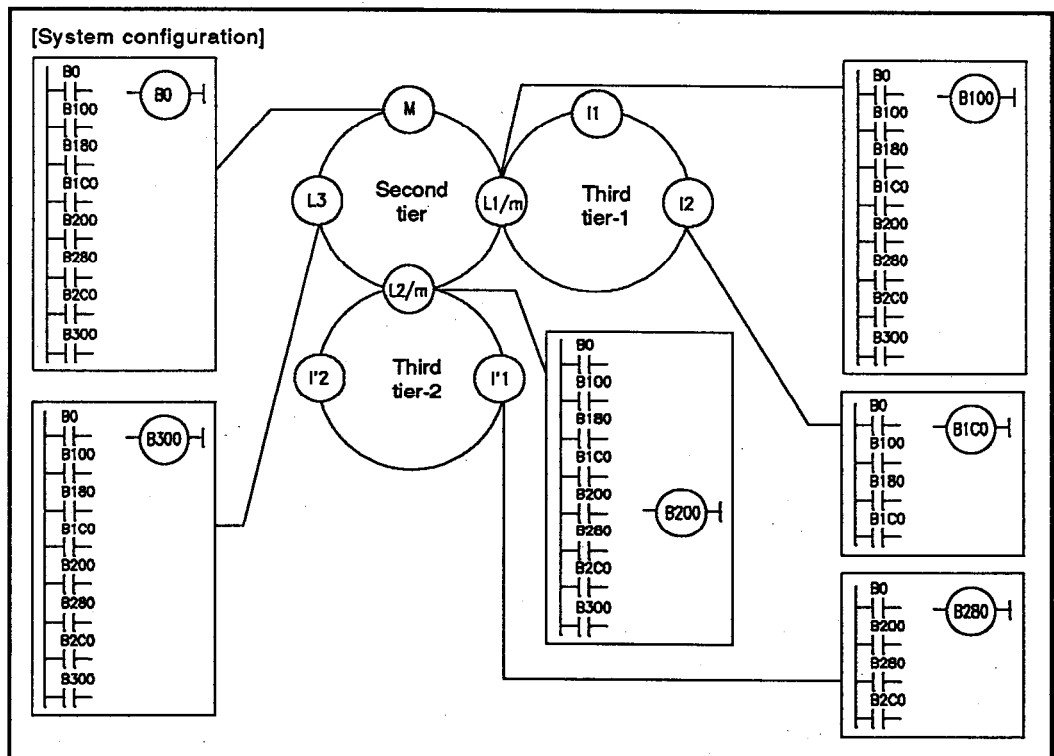 [System configuration]
B0
B100
B180
B1C0
B200
B280
B2C0
B300
B0
M
I1
L3
Second
tier
L1/m
Third
tier-1
I2
L2/m
I'2
Third
tier-2
I'1
B0
B100
B180
B1C0
B200
B280
B2C0
B300
B100
B0
B100
B180
B1C0
B200
B280
B2C0
B300
B300
B0
B100
B180
B1C0
B200
B280
B2C0
B300
B200
B0
B100
B180
B1C0
B1C0
B0
B200
B280
B2C0
B280